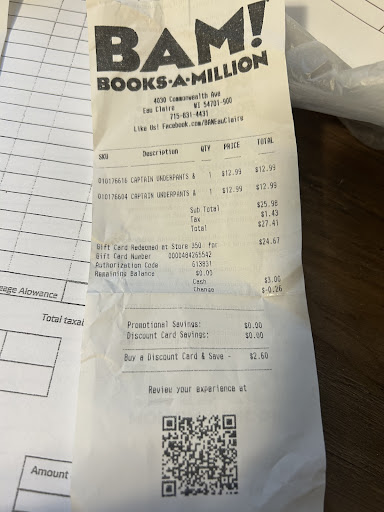 BAM!
BOOKS-A-MILLION
4030 Commonwealth Ave
Eau Claire WI 54701-900
715-831-4431
Like Us! Facebook.com/BAMEauClaire
SKU Description QTY PRICE TOTAL
010176616 CAPTAIN UNDERPANTS & 1 $12.99 $12.99
010176604 CAPTAIN UNDERPANTS & 1 $12.99 $12.99
Sub Total $25.98
Tax $1.43
Total $27.41
Gift Card Redeemed at Store 350 for $24.67
Gift Card Number 0000484265542
Authorization Code 613851
Remaining Balance $0.00
Cash $3.00
Change $-0.26
Promotional Savings: $0.00
Discount Card Savings: $0.00
Buy a Discount Card & Save - $2.60
Review your experience at
eage Alowance
Total taxal
Amount